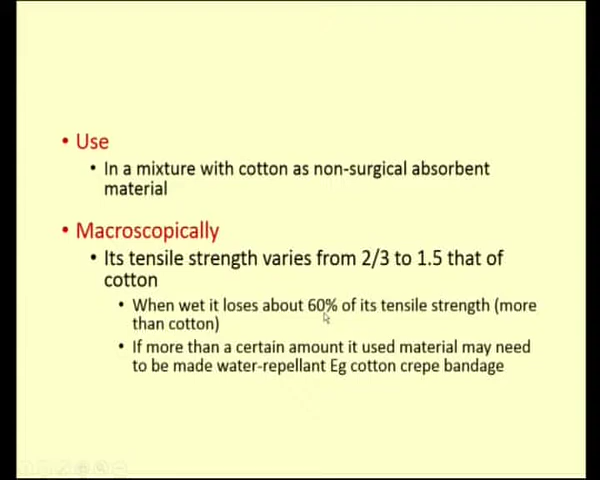 • Use
• In a mixture with cotton as non-surgical absorbent
material
• Macroscopically
• Its tensile strength varies from 2/3 to 1.5 that of
cotton
• When wet it loses about 60% of its tensile strength (more
than cotton)
• If more than a certain amount it used material may need
to be made water-repellant Eg cotton crepe bandage